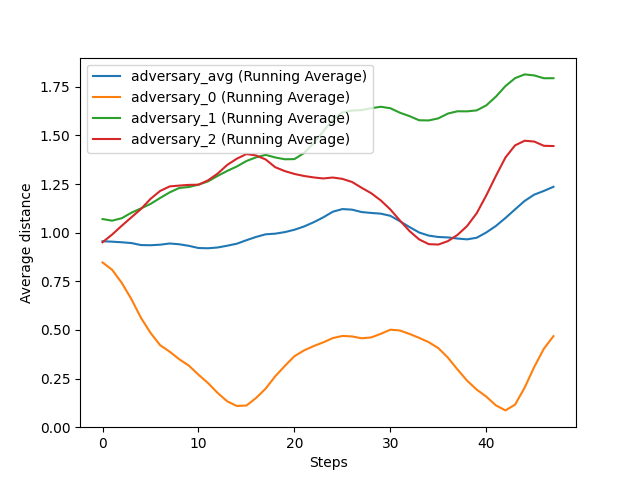 adversary_avg (Running Average)
adversary_0 (Running Average)
adversary_1 (Running Average)
adversary_2 (Running Average)
1.75
1.50
1.25
1.00
0.75
0.50
0.25
0.00
Average distance
0 10 20 30 40
Steps